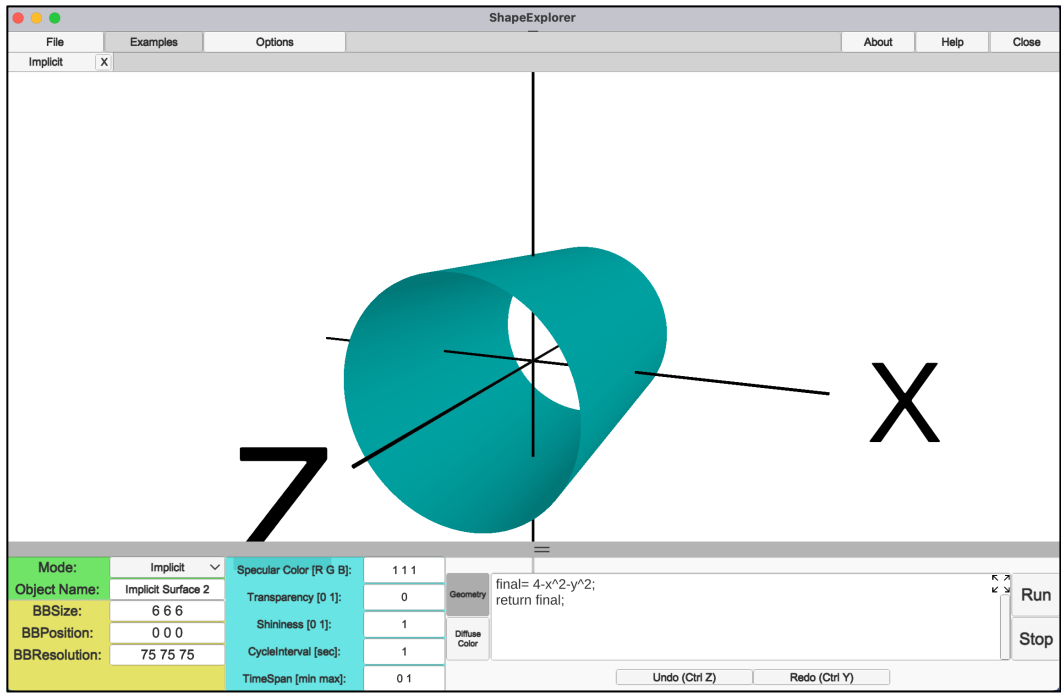 ShapeExplorer
File Examples Options About Help Close
Implicit X
X
Z
Mode: Implicit
Object Name: Implicit Surface 2
BBSize: 6 6 6
BBPosition: 0 0 0
BBResolution: 75 75 75
Specular Color [R G B]: 1 1 1
Transparency [0 1]: 0
Shininess [0 1]: 1
CycleInterval [sec]: 1
TimeSpan [min max]: 0 1
Geometry
Diffuse
Color
final= 4-x^2-y^2;
return final;
Run
Stop
Undo (Ctrl Z) Redo (Ctrl Y)